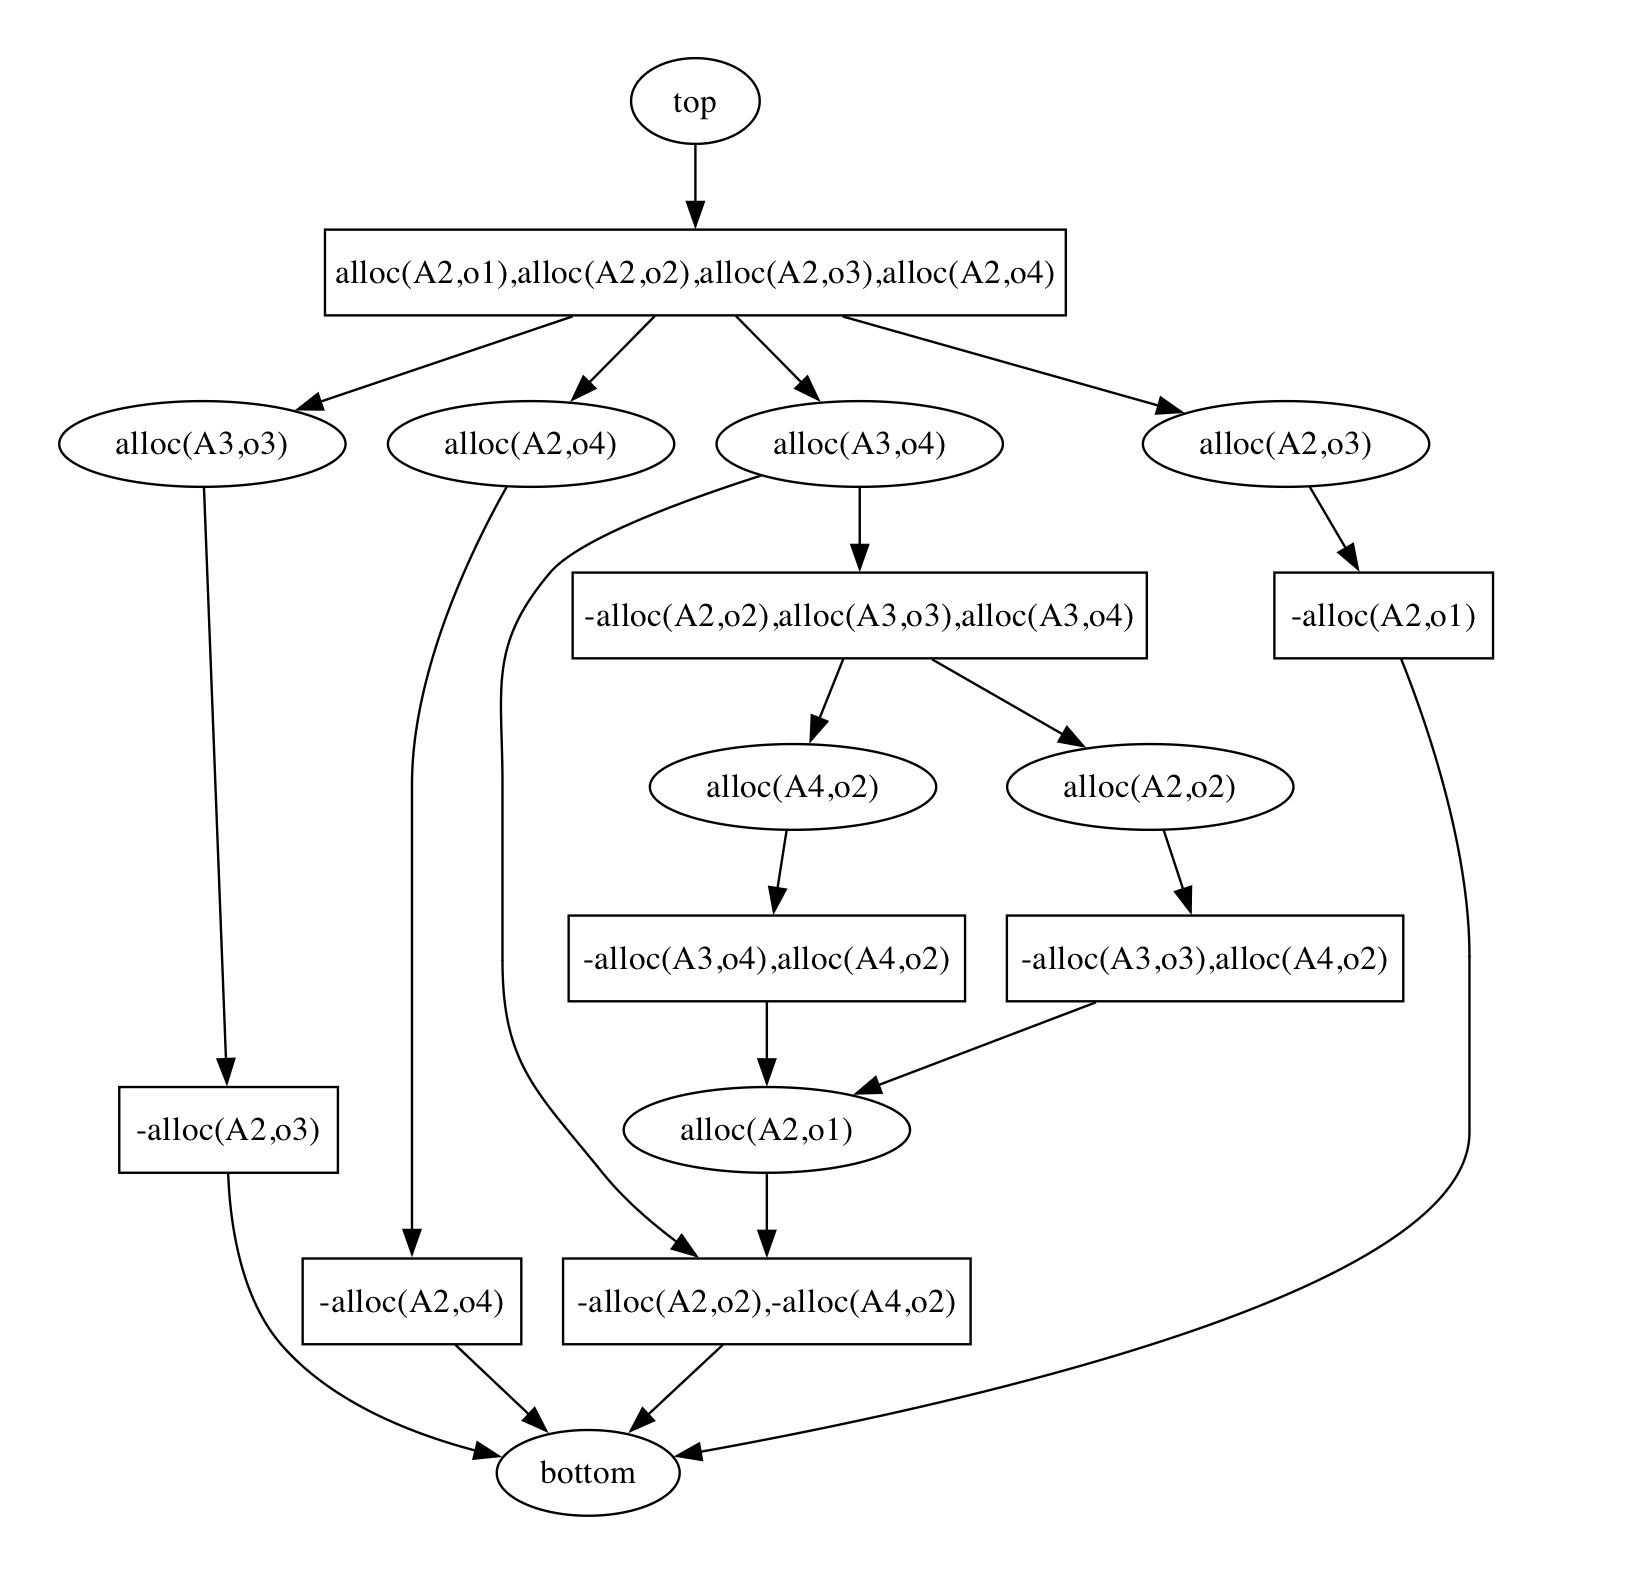 top
alloc(A2,o1),alloc(A2,o2),alloc(A2,o3),alloc(A2,o4)
alloc(A3,o3)
alloc(A2,o4)
alloc(A3,o4)
alloc(A2,o3)
-alloc(A2,o2),alloc(A3,o3),alloc(A3,o4)
-alloc(A2,o1)
alloc(A4,o2)
alloc(A2,o2)
-alloc(A3,o4),alloc(A4,o2)
-alloc(A3,o3),alloc(A4,o2)
-alloc(A2,o3)
alloc(A2,o1)
-alloc(A2,o4)
-alloc(A2,o2),-alloc(A4,o2)
bottom